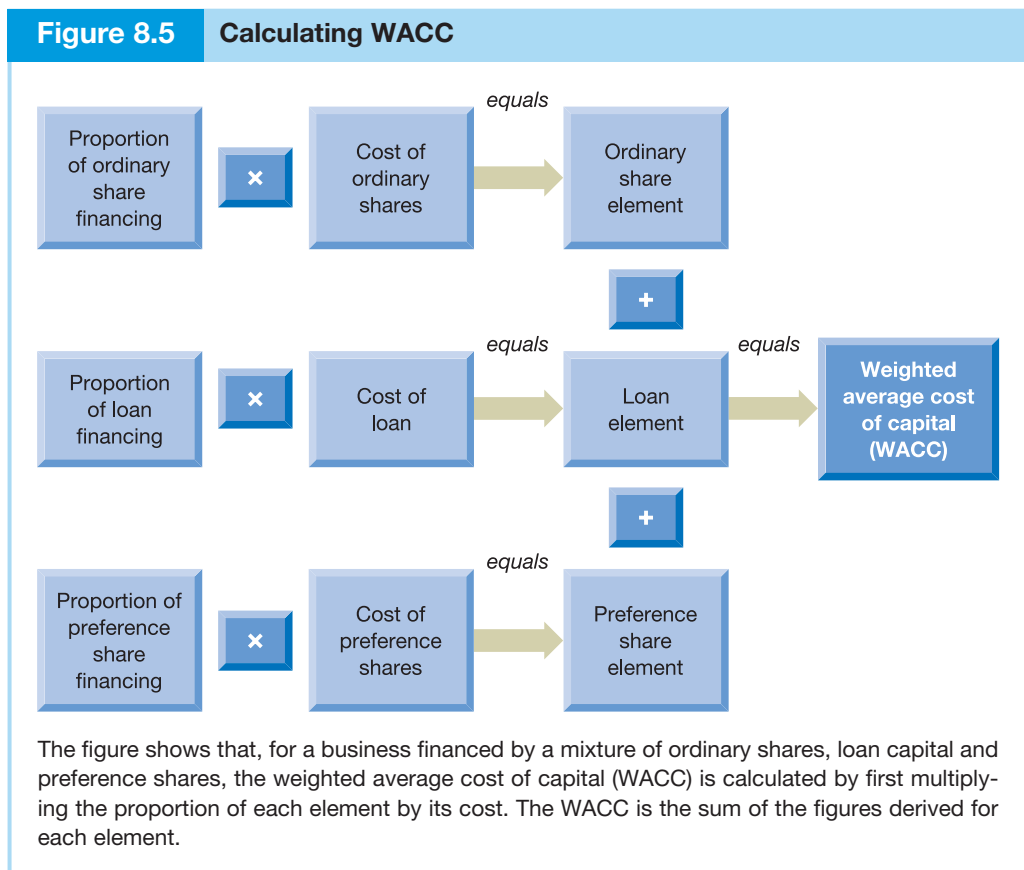 Figure 8.5 Calculating WACC
equals
Proportion
of ordinary
share
financing
×
Cost of
ordinary
shares
Ordinary
share
element
+
equals
equals
Proportion
of loan
financing
×
Cost of
loan
Loan
element
Weighted
average cost
of capital
(WACC)
+
equals
Proportion of
preference
share
financing
×
Cost of
preference
shares
Preference
share
element
The figure shows that, for a business financed by a mixture of ordinary shares, loan capital and
preference shares, the weighted average cost of capital (WACC) is calculated by first multiply-
ing the proportion of each element by its cost. The WACC is the sum of the figures derived for
each element.